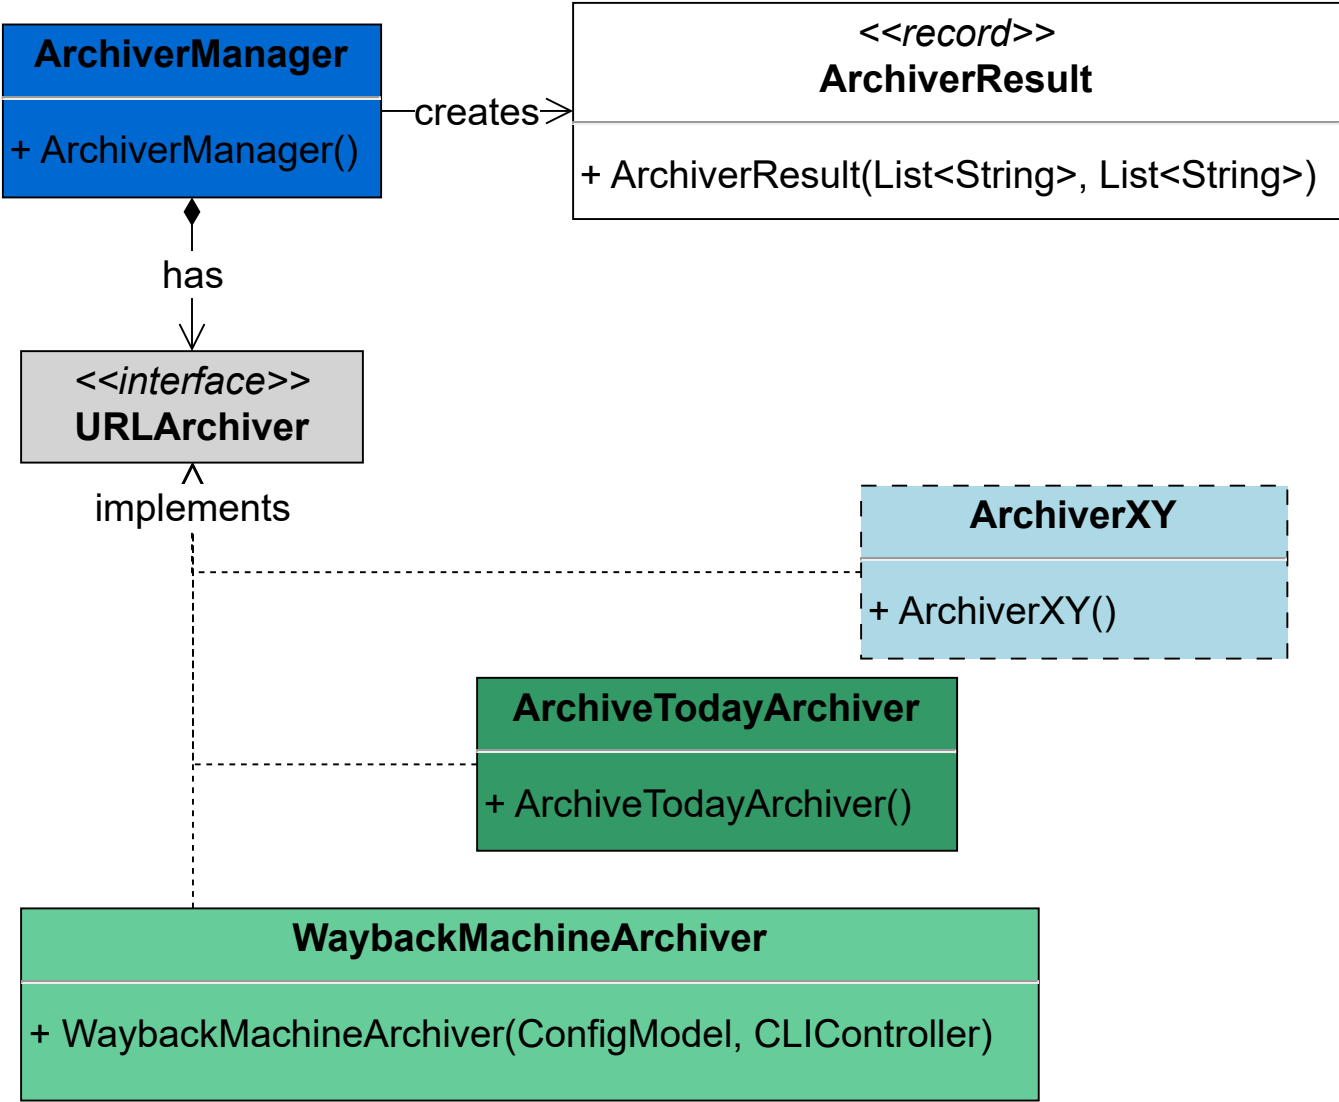 ArchiverManager
+ ArchiverManager()
creates
<<record>>
ArchiverResult
+ ArchiverResult(List<String>, List<String>)
has
<<interface>>
URLArchiver
implements
ArchiverXY
+ ArchiverXY()
ArchiveTodayArchiver
+ ArchiveTodayArchiver()
WaybackMachineArchiver
+ WaybackMachineArchiver(ConfigModel, CLIController)